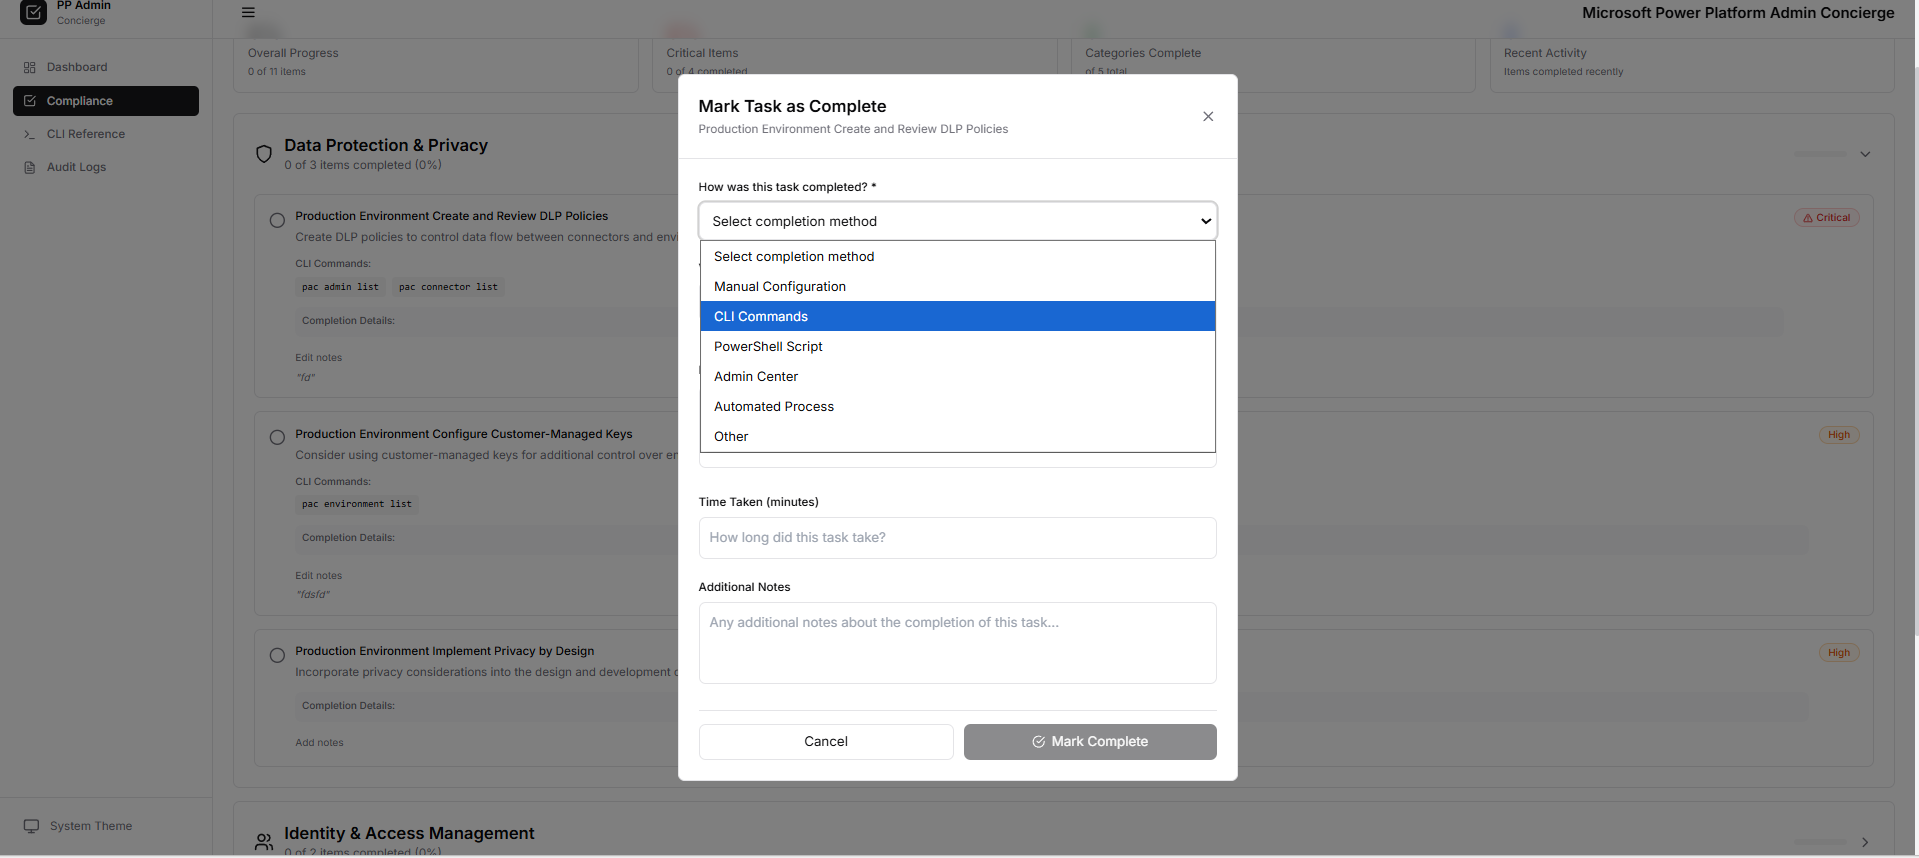 PP Admin
Concierge
Microsoft Power Platform Admin Concierge
Dashboard
Compliance
CLI Reference
Audit Logs
System Theme
Overall Progress
0 of 11 items
Critical Items
0 of 4 completed
Categories Complete
of 5 total
Recent Activity
Items completed recently
Data Protection & Privacy
0 of 3 items completed (0%)
Production Environment Create and Review DLP Policies
Critical
Create DLP policies to control data flow between connectors and
CLI Commands:
pac admin list pac connector list
Completion Details:
Edit notes
"fd"
Production Environment Configure Customer-Managed Keys
High
Consider using customer-managed keys for additional control over
CLI Commands:
pac environment list
Completion Details:
Edit notes
"fdsfd"
Production Environment Implement Privacy by Design
High
Incorporate privacy considerations into the design and development
Completion Details:
Add notes
Identity & Access Management
0 of 2 items completed (0%)
Mark Task as Complete
Production Environment Create and Review DLP Policies
How was this task completed? *
Select completion method
Select completion method
Manual Configuration
CLI Commands
PowerShell Script
Admin Center
Automated Process
Other
Time Taken (minutes)
How long did this task take?
Additional Notes
Any additional notes about the completion of this task...
Cancel
Mark Complete